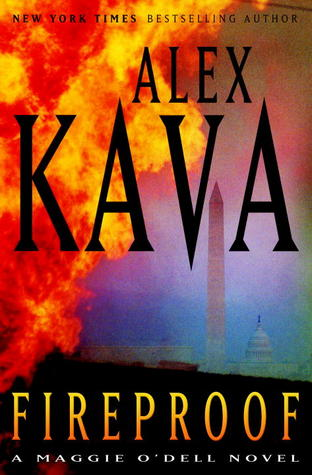 NEW YORK TIMES BESTSELLING AUTHOR
ALEX
KAVA
FIREPROOF
A MAGGIE O'DELL NOVEL